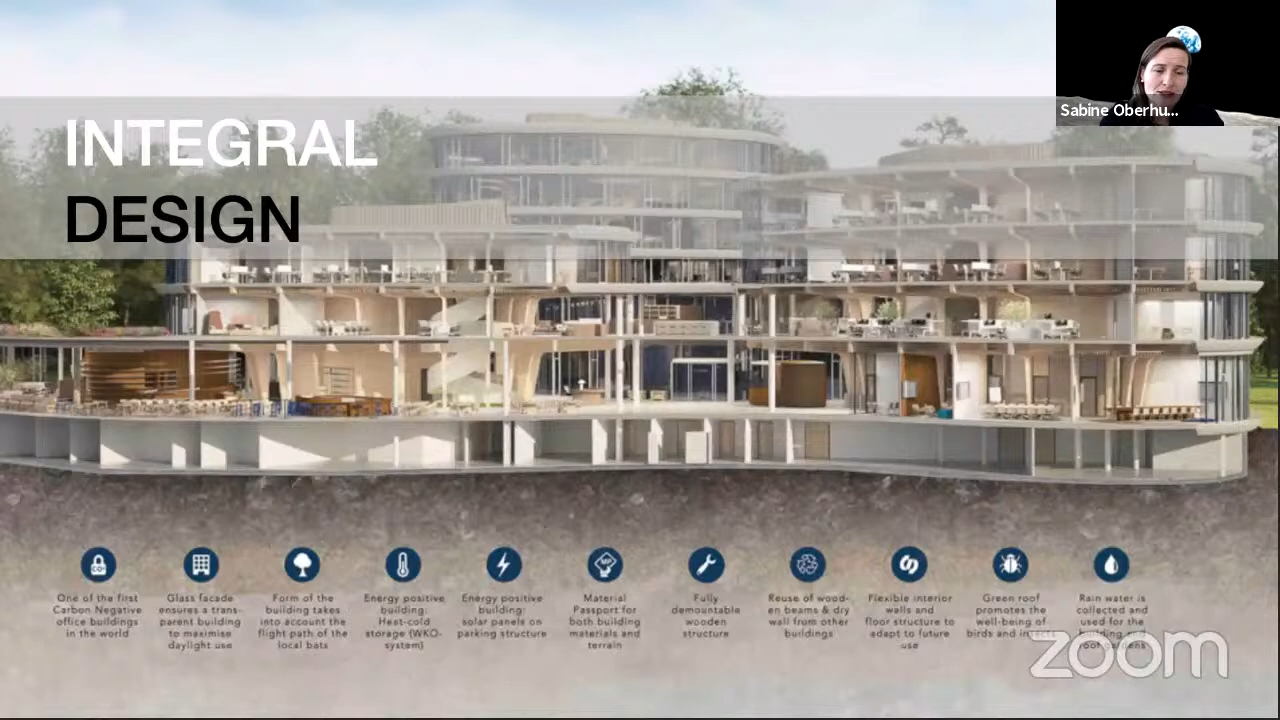 INTEGRAL
DESIGN
Sabine Oberhu...
CO²
MP
One of the first
Carbon Negative
office buildings
in the world
Glass facade
ensures a trans-
parent building
to maximise
daylight use
Form of the
building takes
into account the
flight path of the
local bats
Energy positive
building:
Heat-cold
storage (WKO-
system)
Energy positive
building:
solar panels on
parking structure
Material
Passport for
both building
materials and
terrain
Fully
demountable
wooden
structure
Reuse of wood-
en beams & dry
wall from other
buildings
Flexible interior
walls and
floor structure to
adapt to future
use
Green roof
promotes the
well-being of
birds and insects
Rain water is
collected and
used for the
building and
roof gardens
zoom